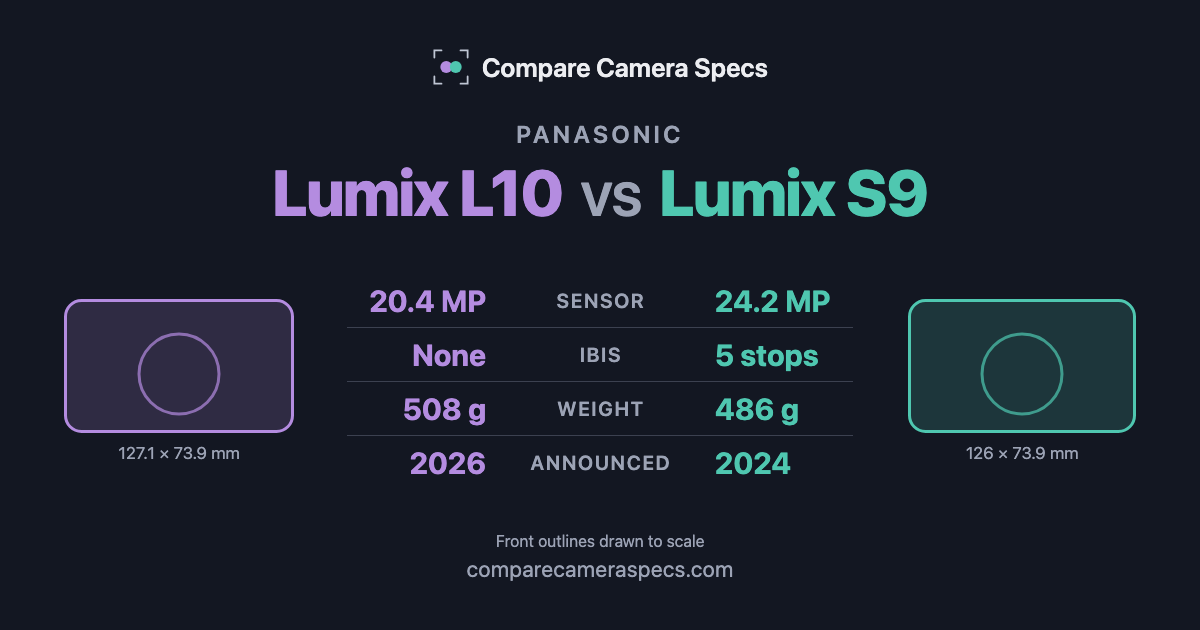 Compare Camera Specs
PANASONIC
Lumix L10 vs Lumix S9
20.4 MP SENSOR 24.2 MP
None IBIS 5 stops
508 g WEIGHT 486 g
2026 ANNOUNCED 2024
127.1 × 73.9 mm
126 × 73.9 mm
Front outlines drawn to scale
comparecameraspecs.com